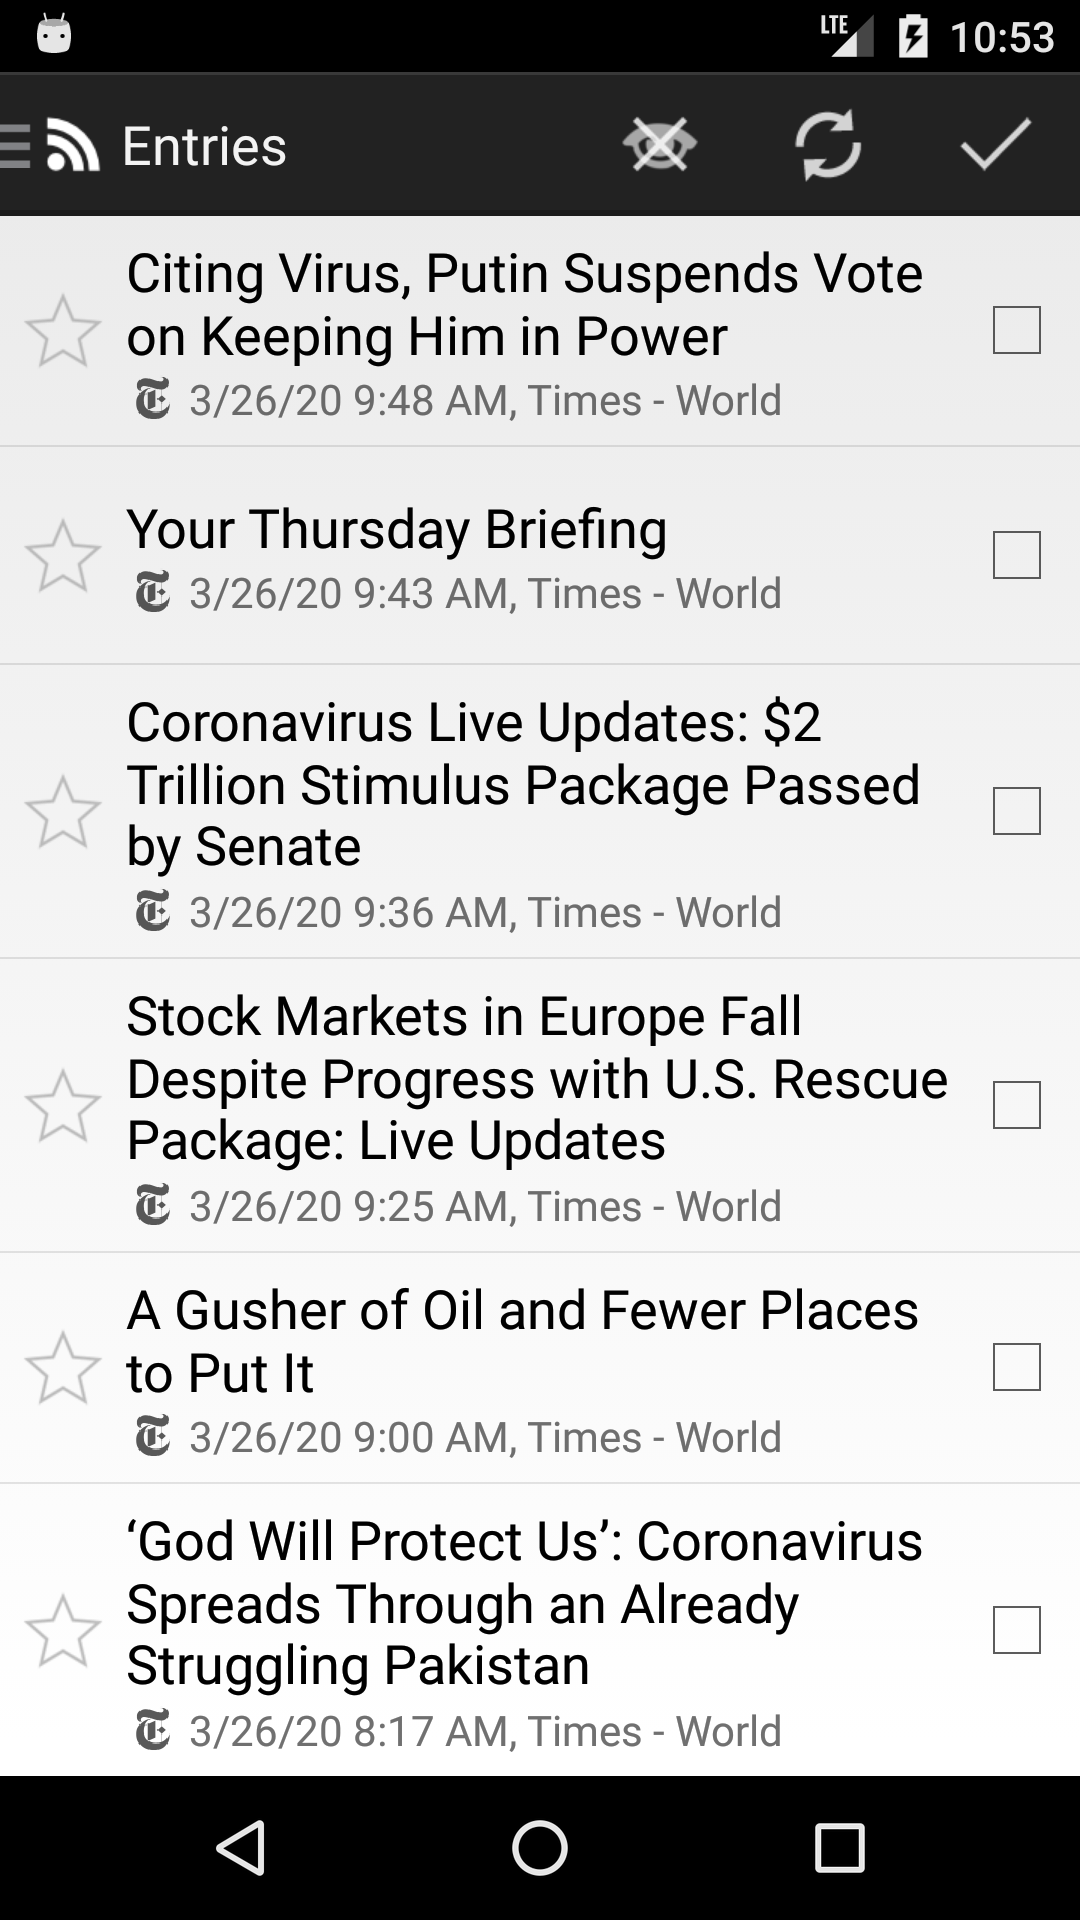 LTE 10:53
Entries
Citing Virus, Putin Suspends Vote
on Keeping Him in Power
3/26/20 9:48 AM, Times - World
Your Thursday Briefing
3/26/20 9:43 AM, Times - World
Coronavirus Live Updates: $2
Trillion Stimulus Package Passed
by Senate
3/26/20 9:36 AM, Times - World
Stock Markets in Europe Fall
Despite Progress with U.S. Rescue
Package: Live Updates
3/26/20 9:25 AM, Times - World
A Gusher of Oil and Fewer Places
to Put It
3/26/20 9:00 AM, Times - World
‘God Will Protect Us’: Coronavirus
Spreads Through an Already
Struggling Pakistan
3/26/20 8:17 AM, Times - World